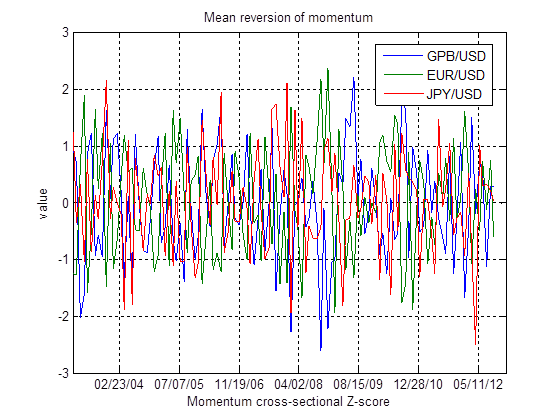 Mean reversion of momentum
3
2
1
0
-1
-2
-3
value
GPB/USD
EUR/USD
JPY/USD
02/23/04 07/07/05 11/19/06 04/02/08 08/15/09 12/28/10 05/11/12
Momentum cross-sectional Z-score